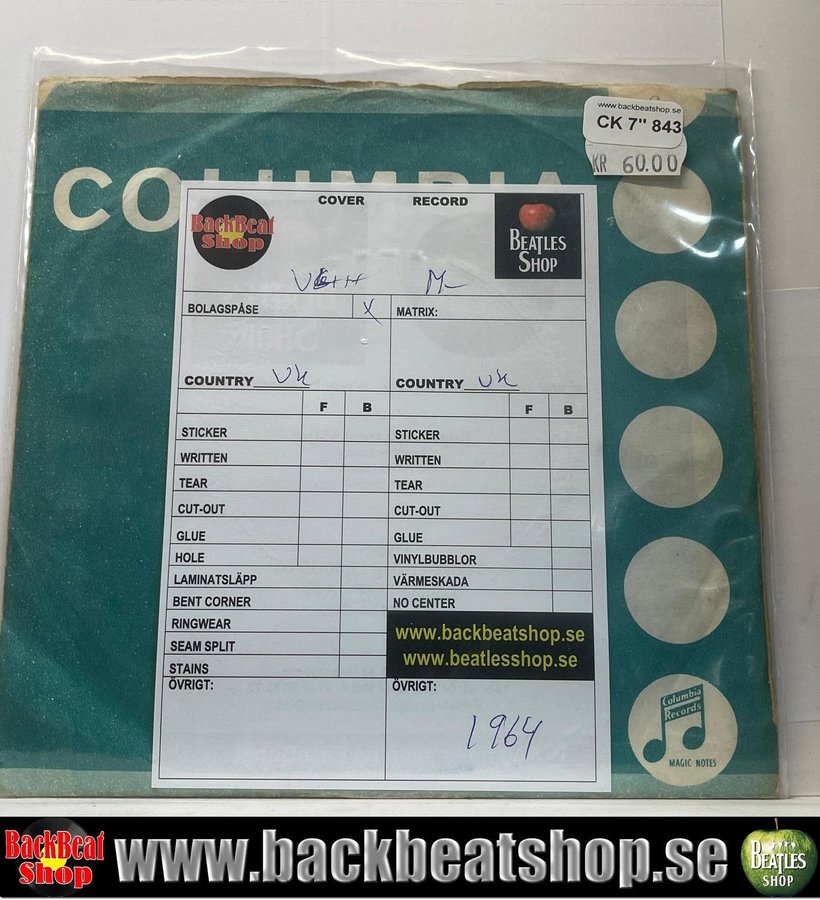 www.backbeatshop.se
CK 7" 843
KR 60.00
COLUMBIA
COVER RECORD
BackBeat
Shop
BEATLES
SHOP
M-
BOLAGSPÅSE X MATRIX:
COUNTRY UK COUNTRY UK
F B F B
STICKER STICKER
WRITTEN WRITTEN
TEAR TEAR
CUT-OUT CUT-OUT
GLUE GLUE
HOLE VINYLBUBBLOR
LAMINATSLÄPP VÄRMESKADA
BENT CORNER NO CENTER
RINGWEAR
SEAM SPLIT
STAINS
www.backbeatshop.se
www.beatlesshop.se
ÖVRIGT: ÖVRIGT:
1964
Columbia
Records
MAGIC NOTES
BackBeat
Shop
www.backbeatshop.se
BEATLES
SHOP